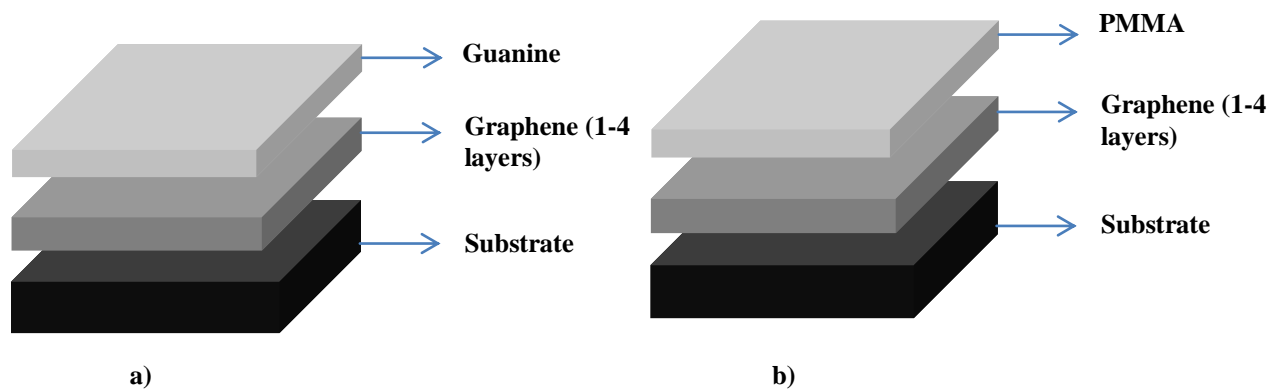 Guanine
Graphene (1-4
layers)
Substrate
a)
PMMA
Graphene (1-4
layers)
Substrate
b)